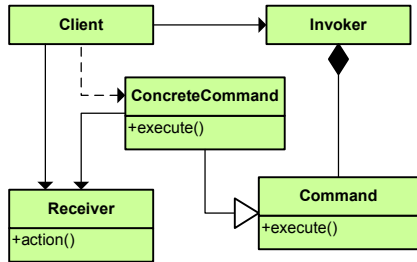 Client
Invoker
ConcreteCommand
+execute()
Receiver
+action()
Command
+execute()